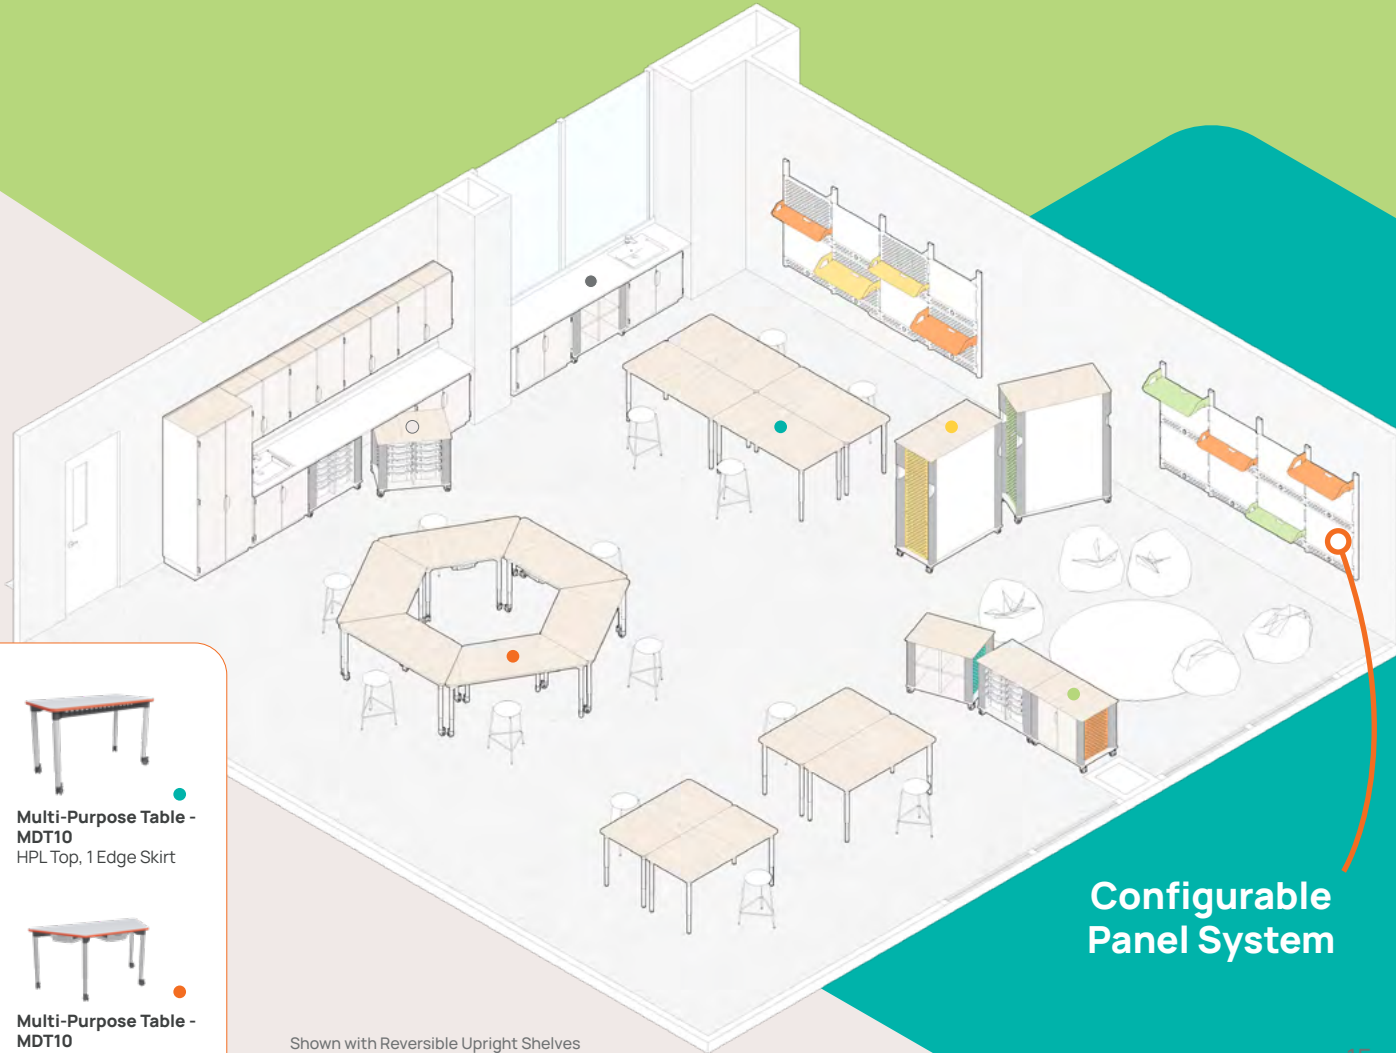 Multi-Purpose Table -
MDT10
HPL Top, 1 Edge Skirt
Multi-Purpose Table -
MDT10
Shown with Reversible Upright Shelves
Configurable
Panel System